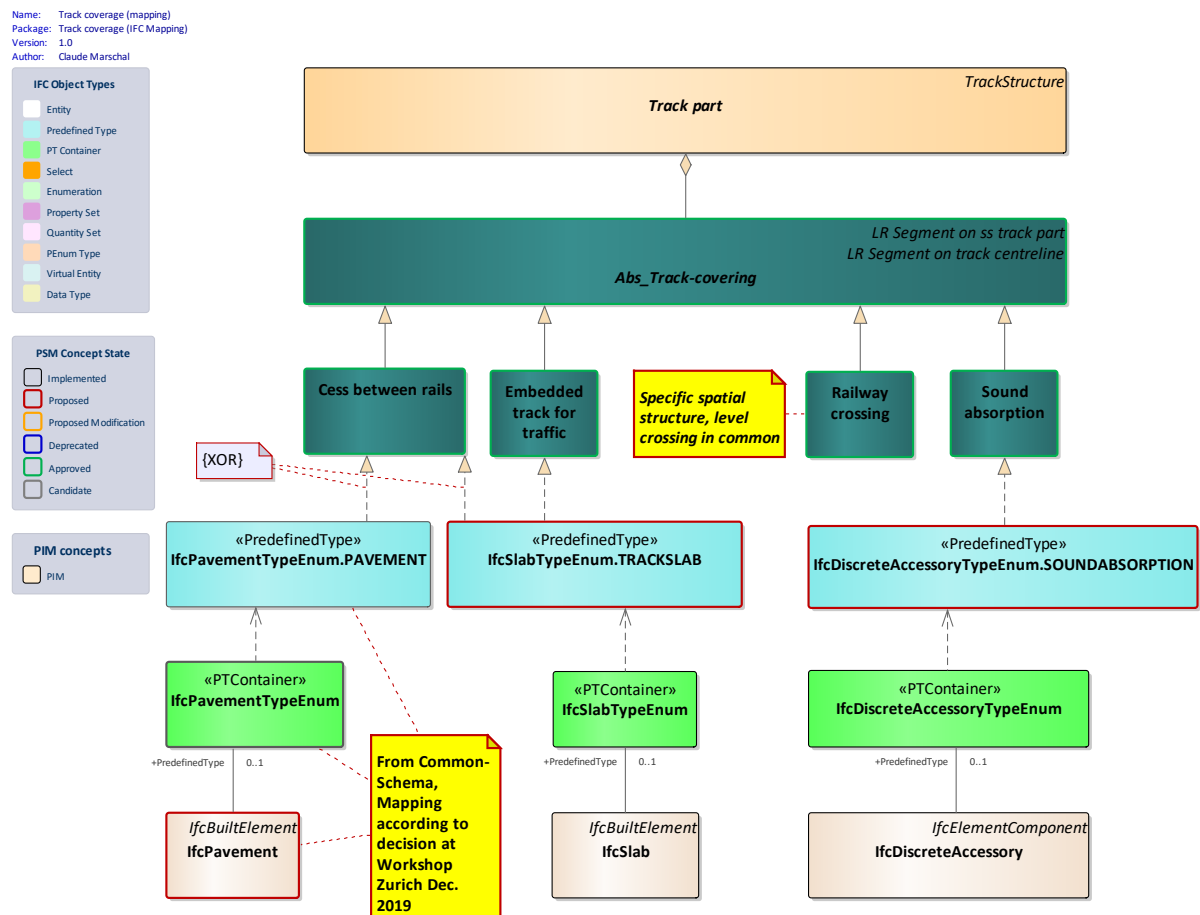 Name: Track coverage (mapping)
Package: Track coverage (IFC Mapping)
Version: 1.0
Author: Claude Marschal
IFC Object Types
Entity
Predefined Type
PT Container
Select
Enumeration
Property Set
Quantity Set
PEnum Type
Virtual Entity
Data Type
PSM Concept State
Implemented
Proposed
Proposed Modification
Deprecated
Approved
Candidate
PIM concepts
PIM
TrackStructure
Track part
LR Segment on ss track part
LR Segment on track centreline
Abs_Track-covering
Cess between rails
Embedded
track for
traffic
Specific spatial
structure, level
crossing in common
Railway
crossing
Sound
absorption
{XOR}
«PredefinedType»
IfcPavementTypeEnum.PAVEMENT
«PredefinedType»
IfcSlabTypeEnum.TRACKSLAB
«PredefinedType»
IfcDiscreteAccessoryTypeEnum.SOUNDABSORPTION
«PTContainer»
IfcPavementTypeEnum
«PTContainer»
IfcSlabTypeEnum
«PTContainer»
IfcDiscreteAccessoryTypeEnum
+PredefinedType 0..1
+PredefinedType 0..1
+PredefinedType 0..1
From Common-
Schema,
Mapping
according to
decision at
Workshop
Zurich Dec.
2019
IfcBuiltElement
IfcPavement
IfcBuiltElement
IfcSlab
IfcElementComponent
IfcDiscreteAccessory